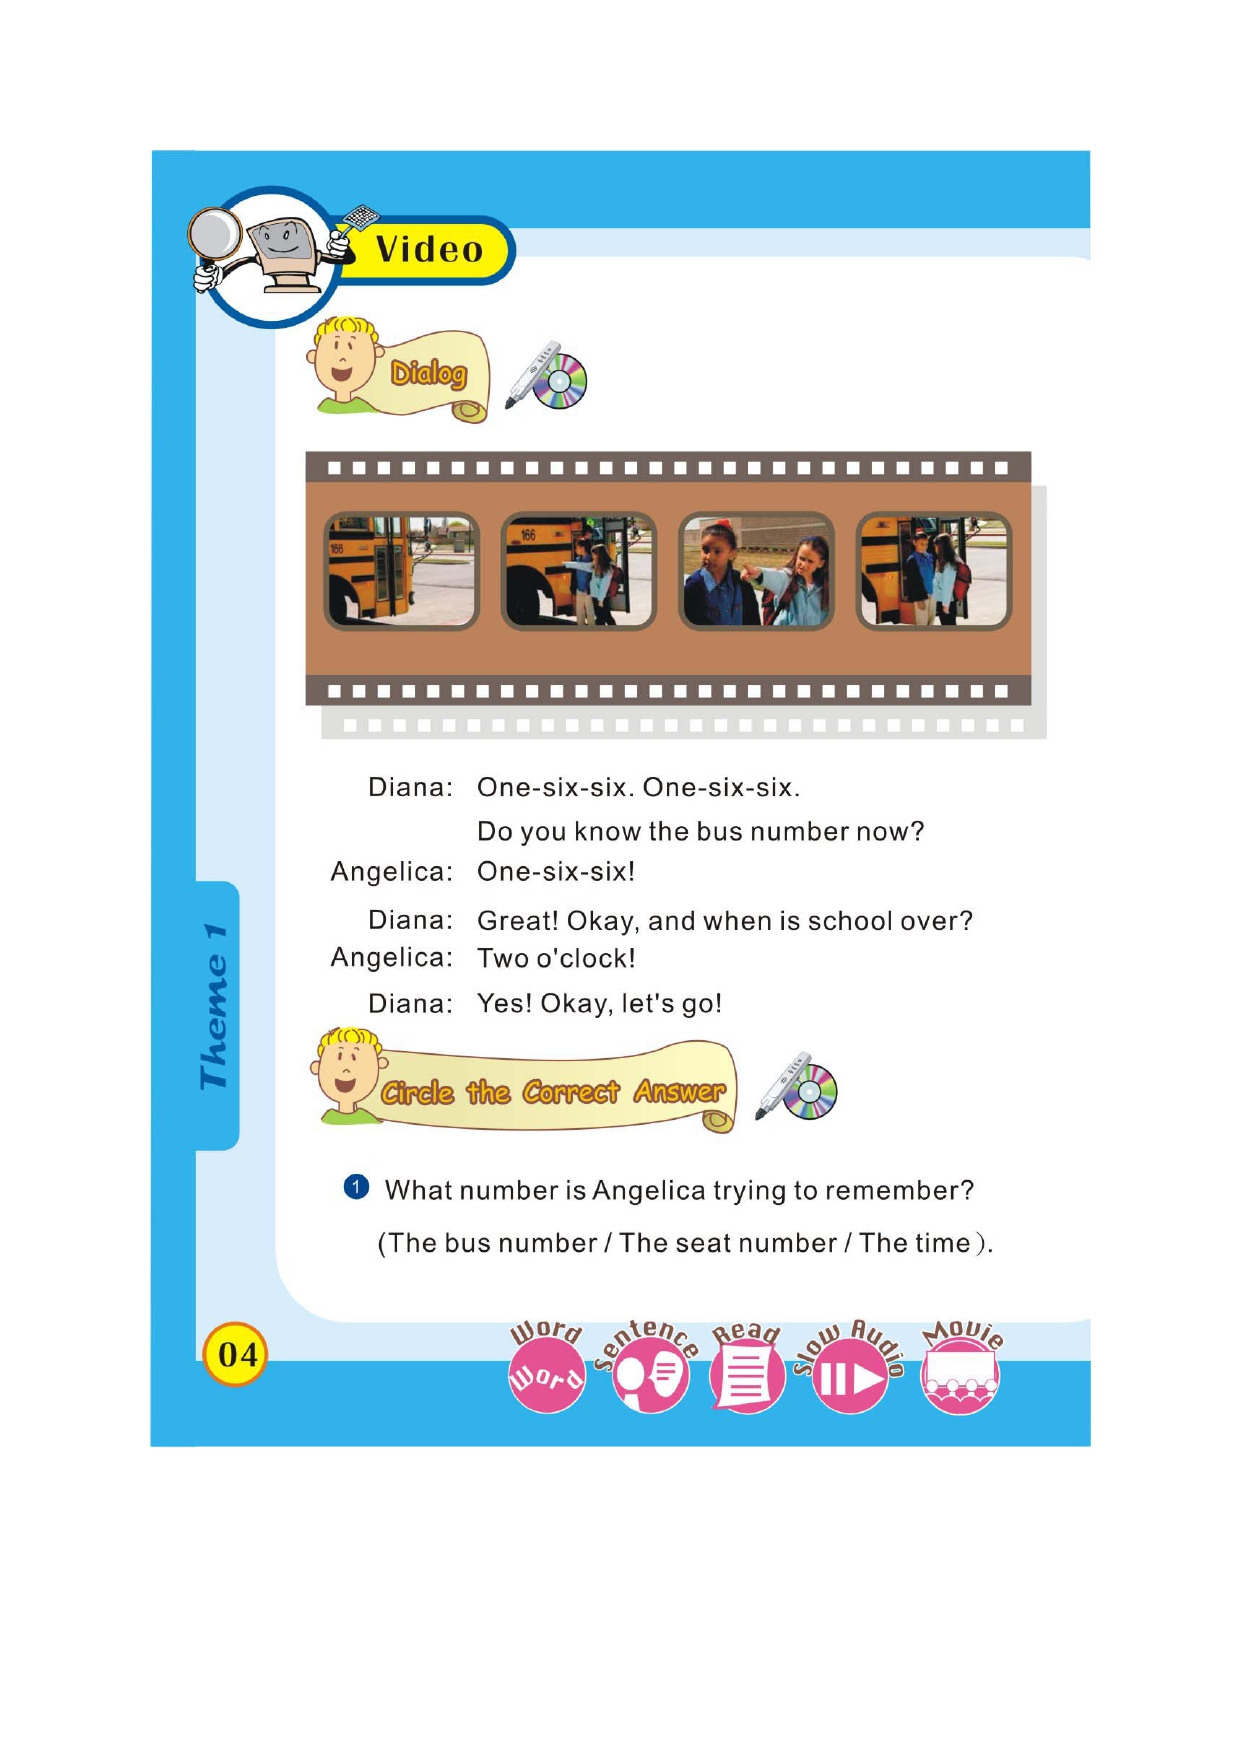 Video
Dialog
166
166
Diana: One-six-six. One-six-six.
Do you know the bus number now?
Angelica: One-six-six!
Diana: Great! Okay, and when is school over?
Angelica: Two o'clock!
Diana: Yes! Okay, let's go!
Theme 1
Circle the Correct Answer
1 What number is Angelica trying to remember?
(The bus number / The seat number / The time).
04
Word Sentence Read Slow Audio Movie
Word